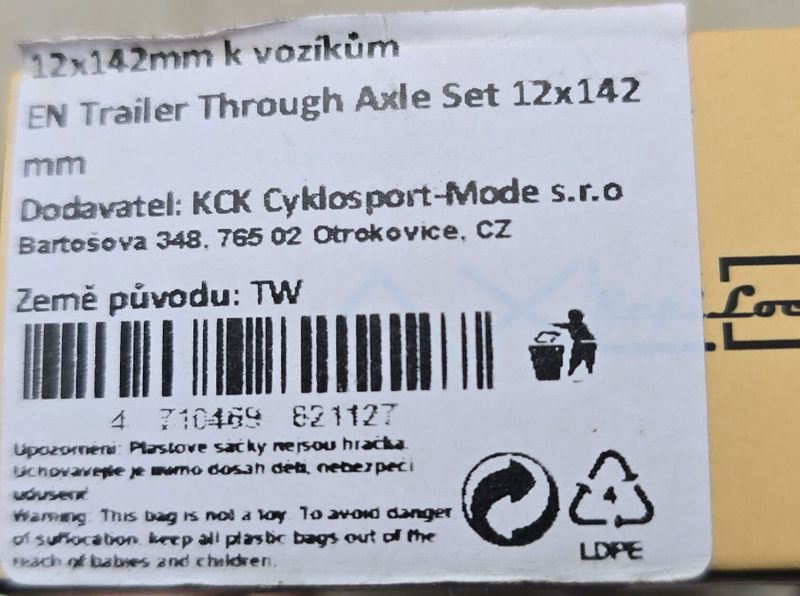 12x142mm k vozíkům
EN Trailer Through Axle Set 12x142
mm
Dodavatel: KCK Cyklosport-Mode s.r.o
Bartošova 348, 765 02 Otrokovice, CZ
Země původu: TW
4 710469 821127
Upozornění: Plastové sáčky nejsou hračka.
Uchovávejte je mimo dosah dětí, nebezpečí
udušení!
Warning: This bag is not a toy. To avoid danger
of suffocation, keep all plastic bags out of the
reach of babies and children.
4
LDPE